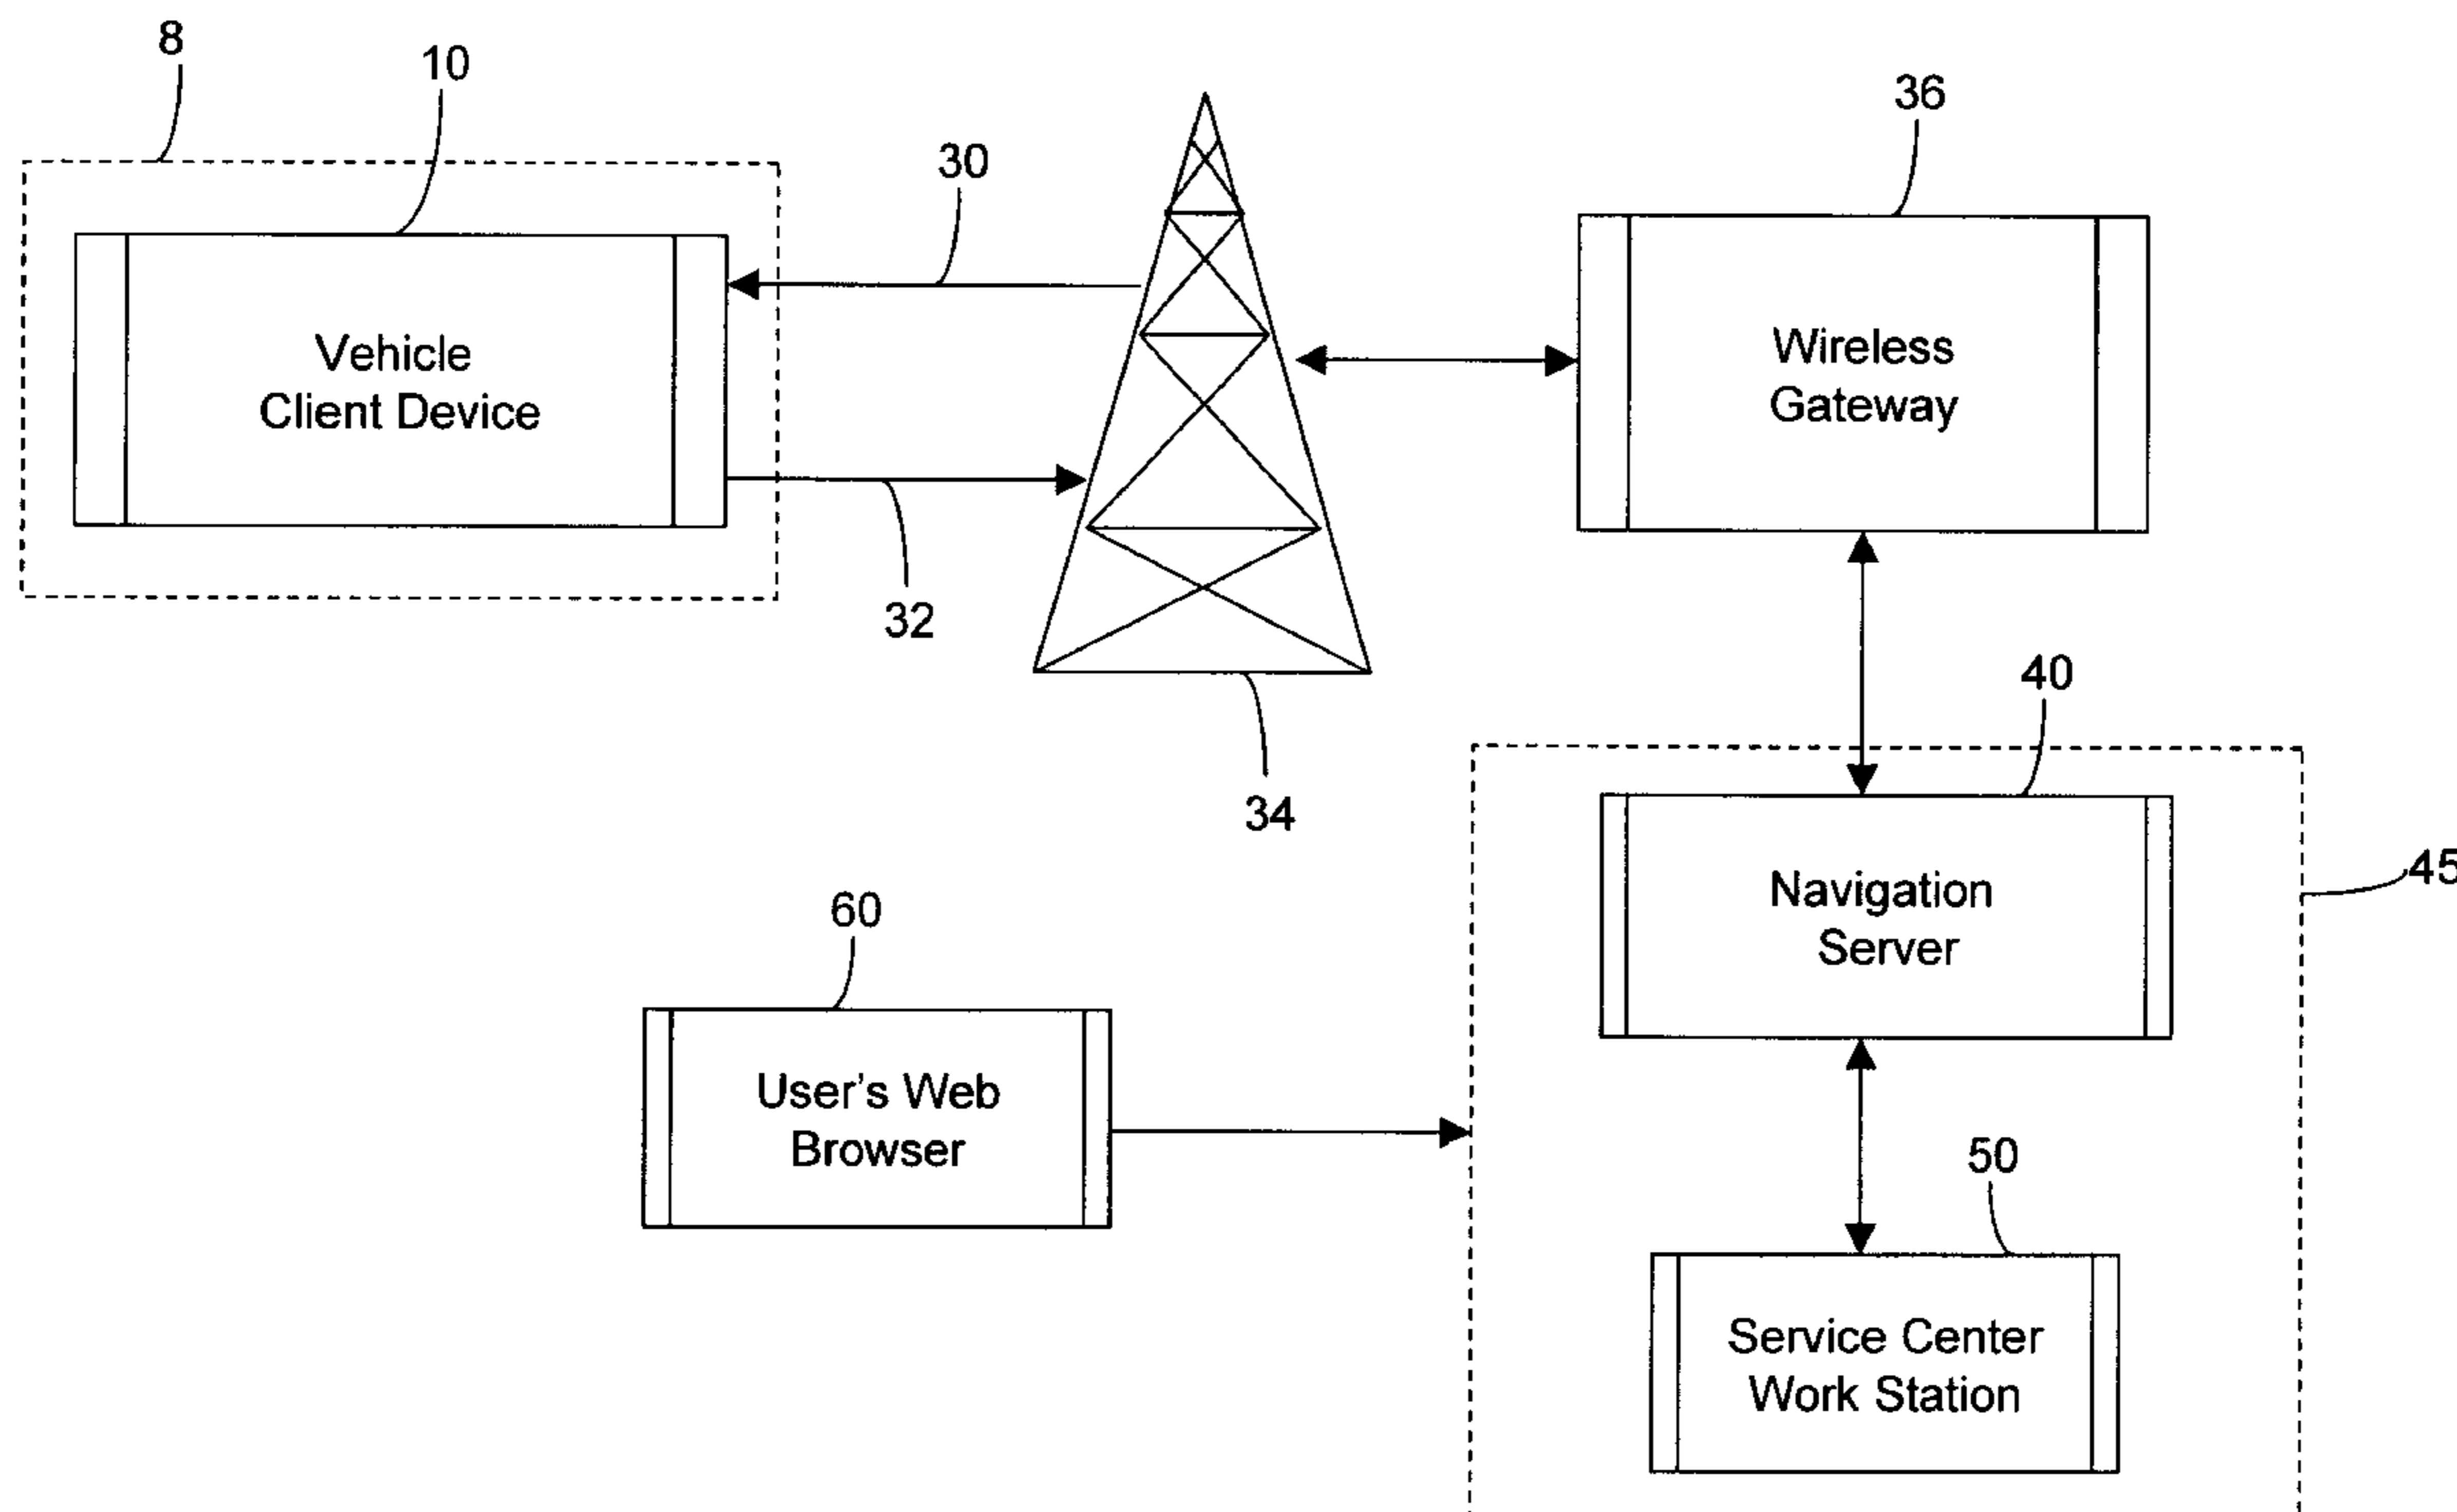 8
10
36
30
Vehicle
Client Device
Wireless
Gateway
32
40
34
45
Navigation
Server
60
User's Web
Browser
50
Service Center
Work Station